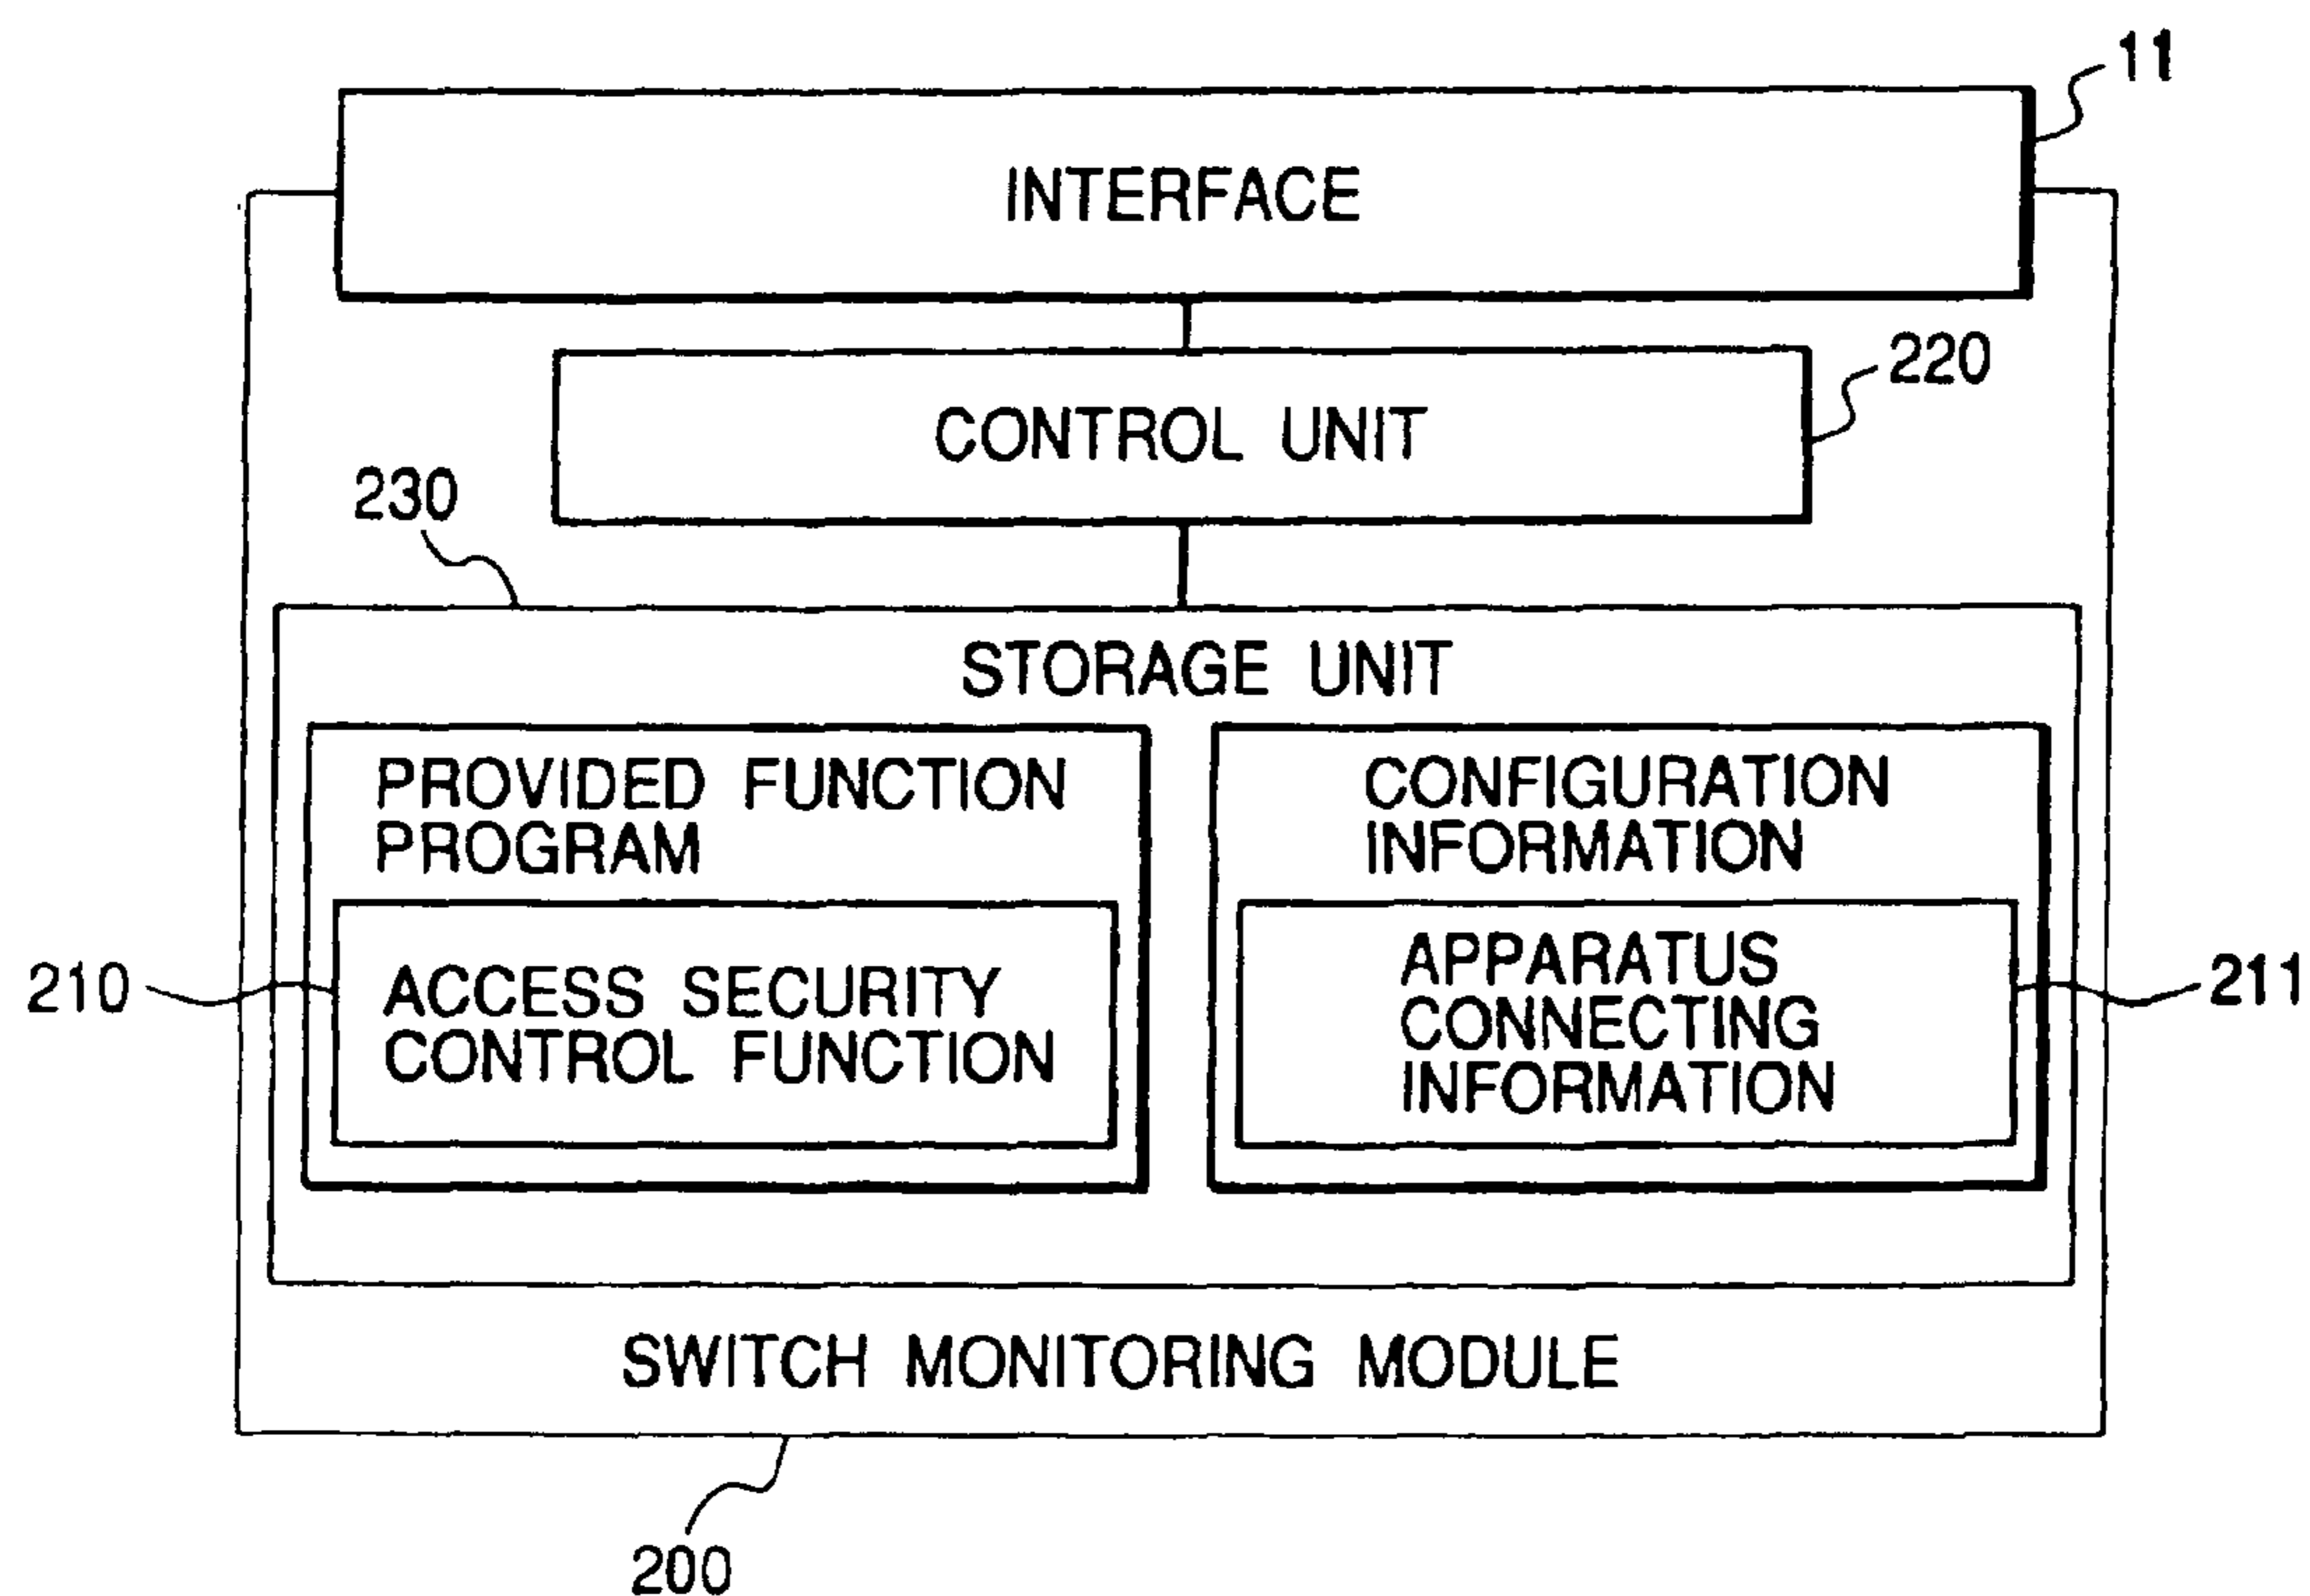 11
INTERFACE
220
CONTROL UNIT
230
STORAGE UNIT
PROVIDED FUNCTION
PROGRAM
CONFIGURATION
INFORMATION
210
ACCESS SECURITY
CONTROL FUNCTION
APPARATUS
CONNECTING
INFORMATION
211
SWITCH MONITORING MODULE
200